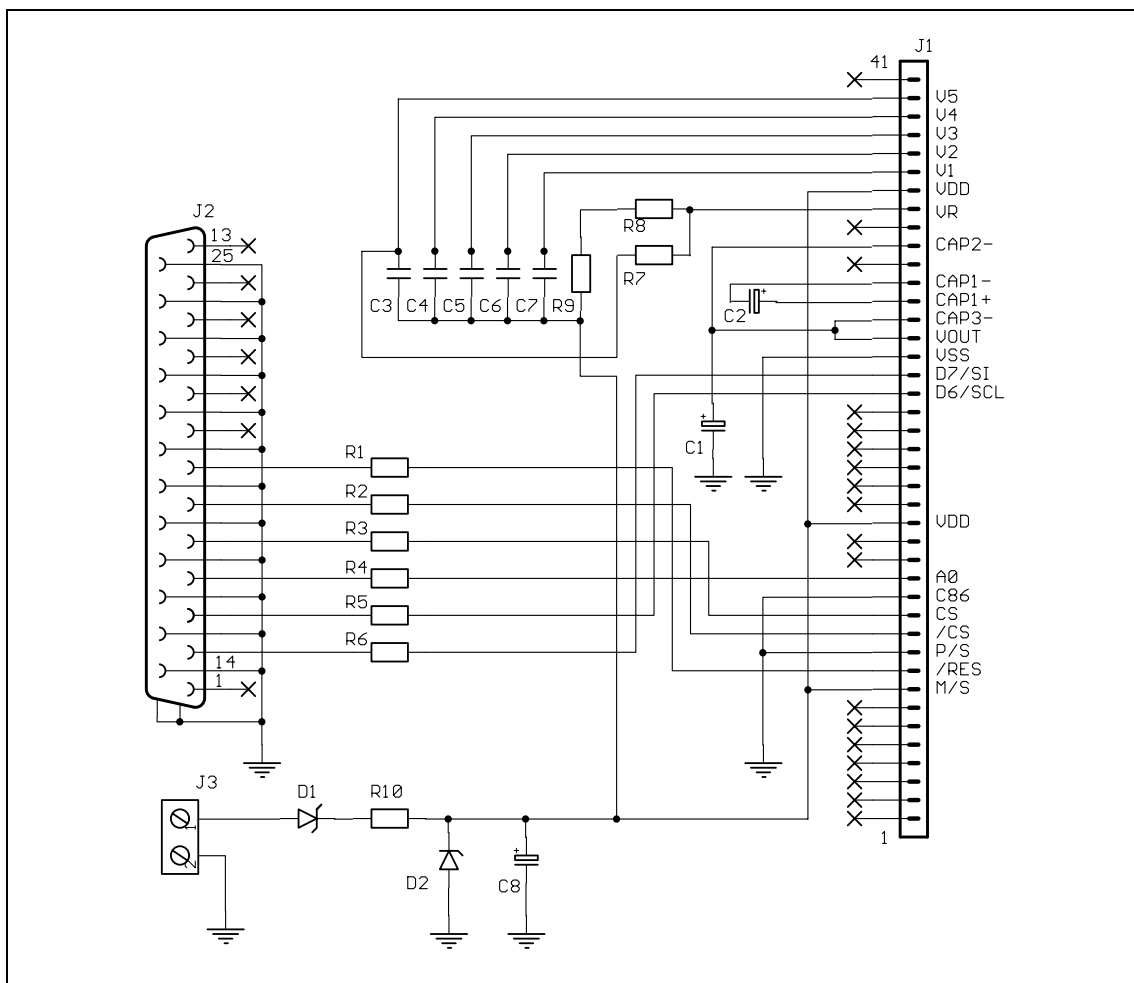 J1
41
V5
V4
V3
V2
V1
VDD
VR
CAP2-
CAP1-
CAP1+
CAP3-
VOUT
VSS
D7/SI
D6/SCL
VDD
A0
C86
CS
/CS
P/S
/RES
M/S
1
J2
13
25
14
1
R8
R7
C3
C4
C5
C6
C7
R9
C2
+
C1
+
R1
R2
R3
R4
R5
R6
J3
1
2
D1
R10
D2
C8
+